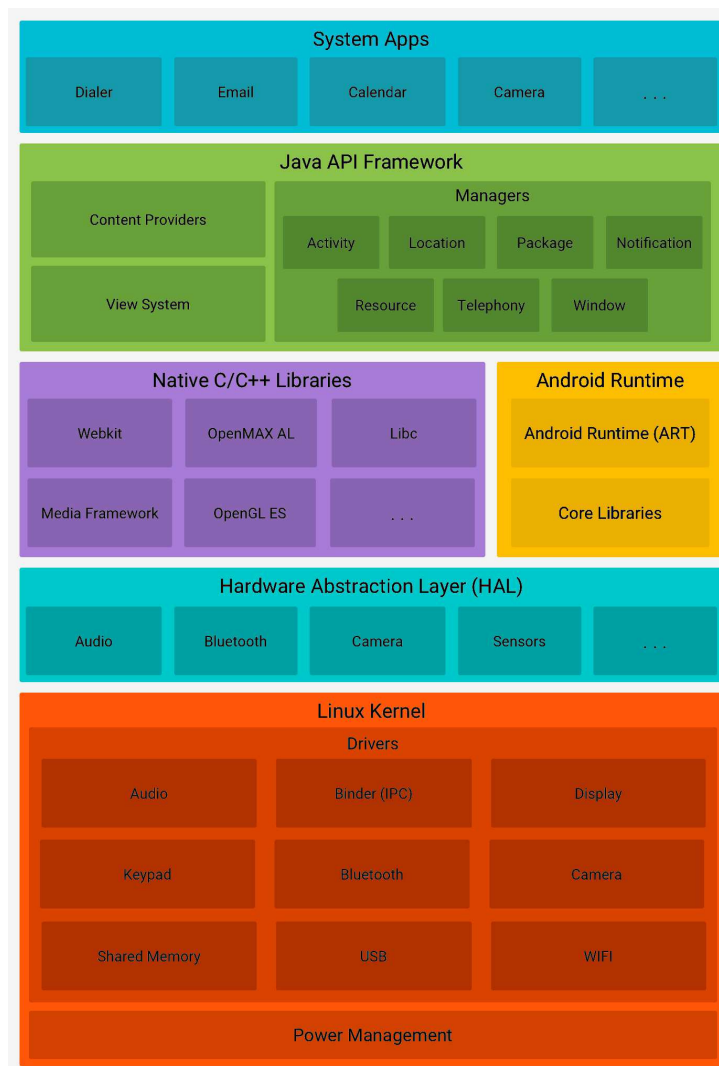 System Apps
Dialer
Email
Calendar
Camera
. . .
Java API Framework
Content Providers
View System
Managers
Activity
Location
Package
Notification
Resource
Telephony
Window
Native C/C++ Libraries
Webkit
OpenMAX AL
Libc
Media Framework
OpenGL ES
. . .
Android Runtime
Android Runtime (ART)
Core Libraries
Hardware Abstraction Layer (HAL)
Audio
Bluetooth
Camera
Sensors
. . .
Linux Kernel
Drivers
Audio
Binder (IPC)
Display
Keypad
Bluetooth
Camera
Shared Memory
USB
WIFI
Power Management